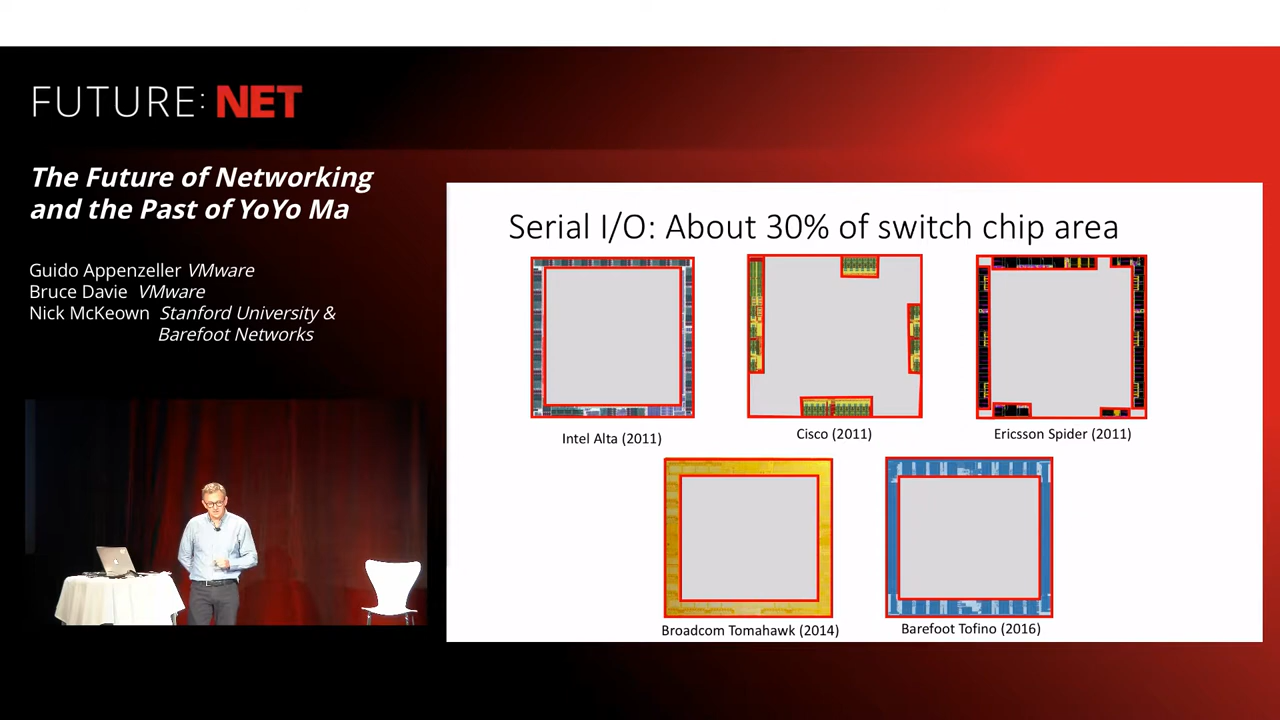 FUTURE: NET
The Future of Networking
and the Past of YoYo Ma
Guido Appenzeller VMware
Bruce Davie VMware
Nick McKeown Stanford University &
Barefoot Networks
Serial I/O: About 30% of switch chip area
Intel Alta (2011)
Cisco (2011)
Ericsson Spider (2011)
Broadcom Tomahawk (2014)
Barefoot Tofino (2016)